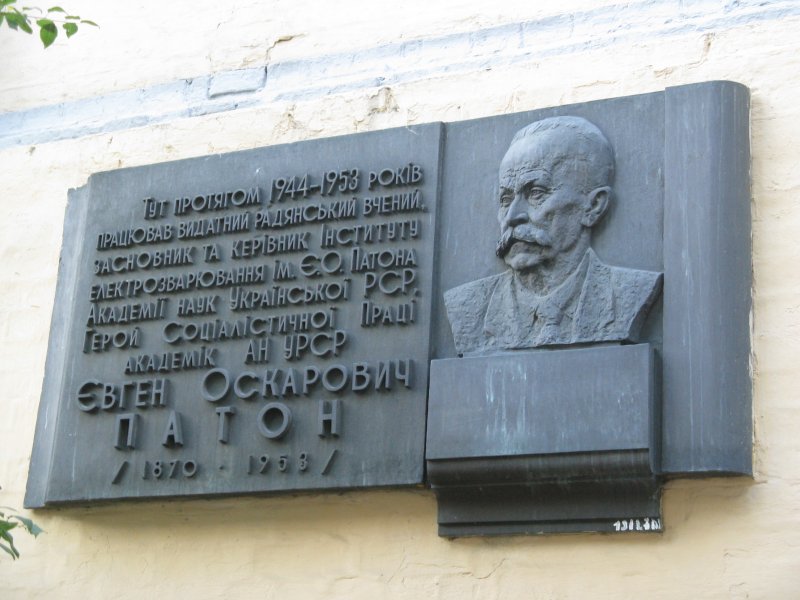 Тут протягом 1944–1953 років
працював видатний радянський вчений,
засновник та керівник Інституту
електрозварювання ім. Є.О. Патона
Академії наук Української РСР,
Герой Соціалістичної Праці
академік АН УРСР
Євген Оскарович
ПАТОН
/1870 - 1953/